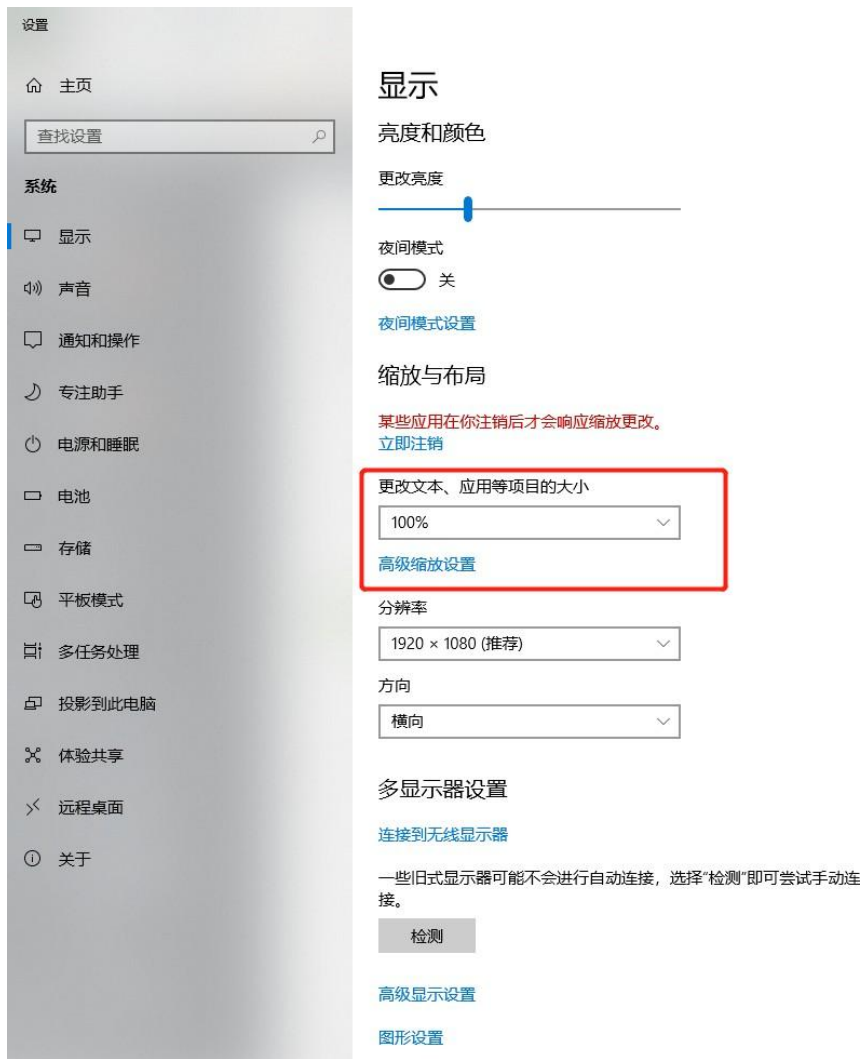 设置
主页
查找设置
系统
显示
声音
通知和操作
专注助手
电源和睡眠
电池
存储
平板模式
多任务处理
投影到此电脑
体验共享
远程桌面
关于
显示
亮度和颜色
更改亮度
夜间模式
关
夜间模式设置
缩放与布局
某些应用在你注销后才会响应缩放更改。
立即注销
更改文本、应用等项目的大小
100%
高级缩放设置
分辨率
1920 × 1080 (推荐)
方向
横向
多显示器设置
连接到无线显示器
一些旧式显示器可能不会进行自动连接，选择"检测"即可尝试手动连
接。
检测
高级显示设置
图形设置